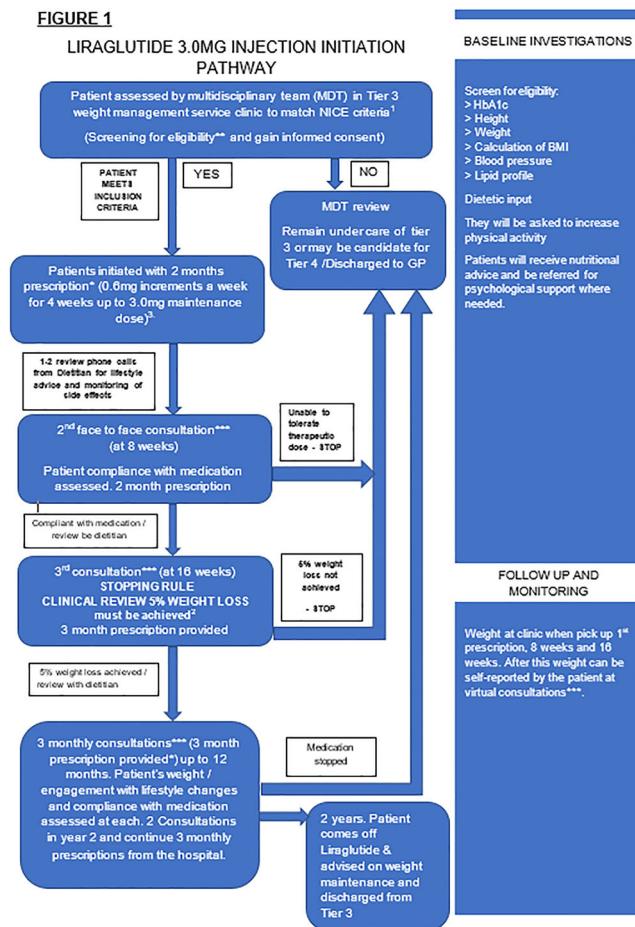 FIGURE 1
LIRAGLUTIDE 3.0MG INJECTION INITIATION
PATHWAY
Patient assessed by multidisciplinary team (MDT) in Tier 3
weight management service clinic to match NICE criteria¹
(Screening for eligibility** and gain informed consent)
PATIENT
MEETS
INCLUSION
CRITERIA
YES
NO
MDT review
Remain under care of tier
3 or may be candidate for
Tier 4 /Discharged to GP
Patients initiated with 2 months
prescription* (0.6mg increments a week
for 4 weeks up to 3.0mg maintenance
dose)³.
1-2 review phone calls
from Dietitian for lifestyle
advice and monitoring of
side effects
2nd face to face consultation***
(at 8 weeks)
Patient compliance with medication
assessed. 2 month prescription
Unable to
tolerate
therapeutic
dose - STOP
Compliant with medication /
review be dietitian
3rd consultation*** (at 16 weeks)
STOPPING RULE
CLINICAL REVIEW 5% WEIGHT LOSS
must be achieved²
3 month prescription provided
5% weight
loss not
achieved
- STOP
5% weight loss achieved /
review with dietitian
3 monthly consultations*** (3 month
prescription provided*) up to 12
months. Patient's weight /
engagement with lifestyle changes
and compliance with medication
assessed at each. 2 Consultations
in year 2 and continue 3 monthly
prescriptions from the hospital.
Medication
stopped
2 years. Patient
comes off
Liraglutide &
advised on weight
maintenance and
discharged from
Tier 3
BASELINE INVESTIGATIONS
Screen for eligibility:
> HbA1c
> Height
> Weight
> Calculation of BMI
> Blood pressure
> Lipid profile
Dietetic input
They will be asked to increase
physical activity
Patients will receive nutritional
advice and be referred for
psychological support where
needed.
FOLLOW UP AND
MONITORING
Weight at clinic when pick up 1st
prescription, 8 weeks and 16
weeks. After this weight can be
self-reported by the patient at
virtual consultations***.